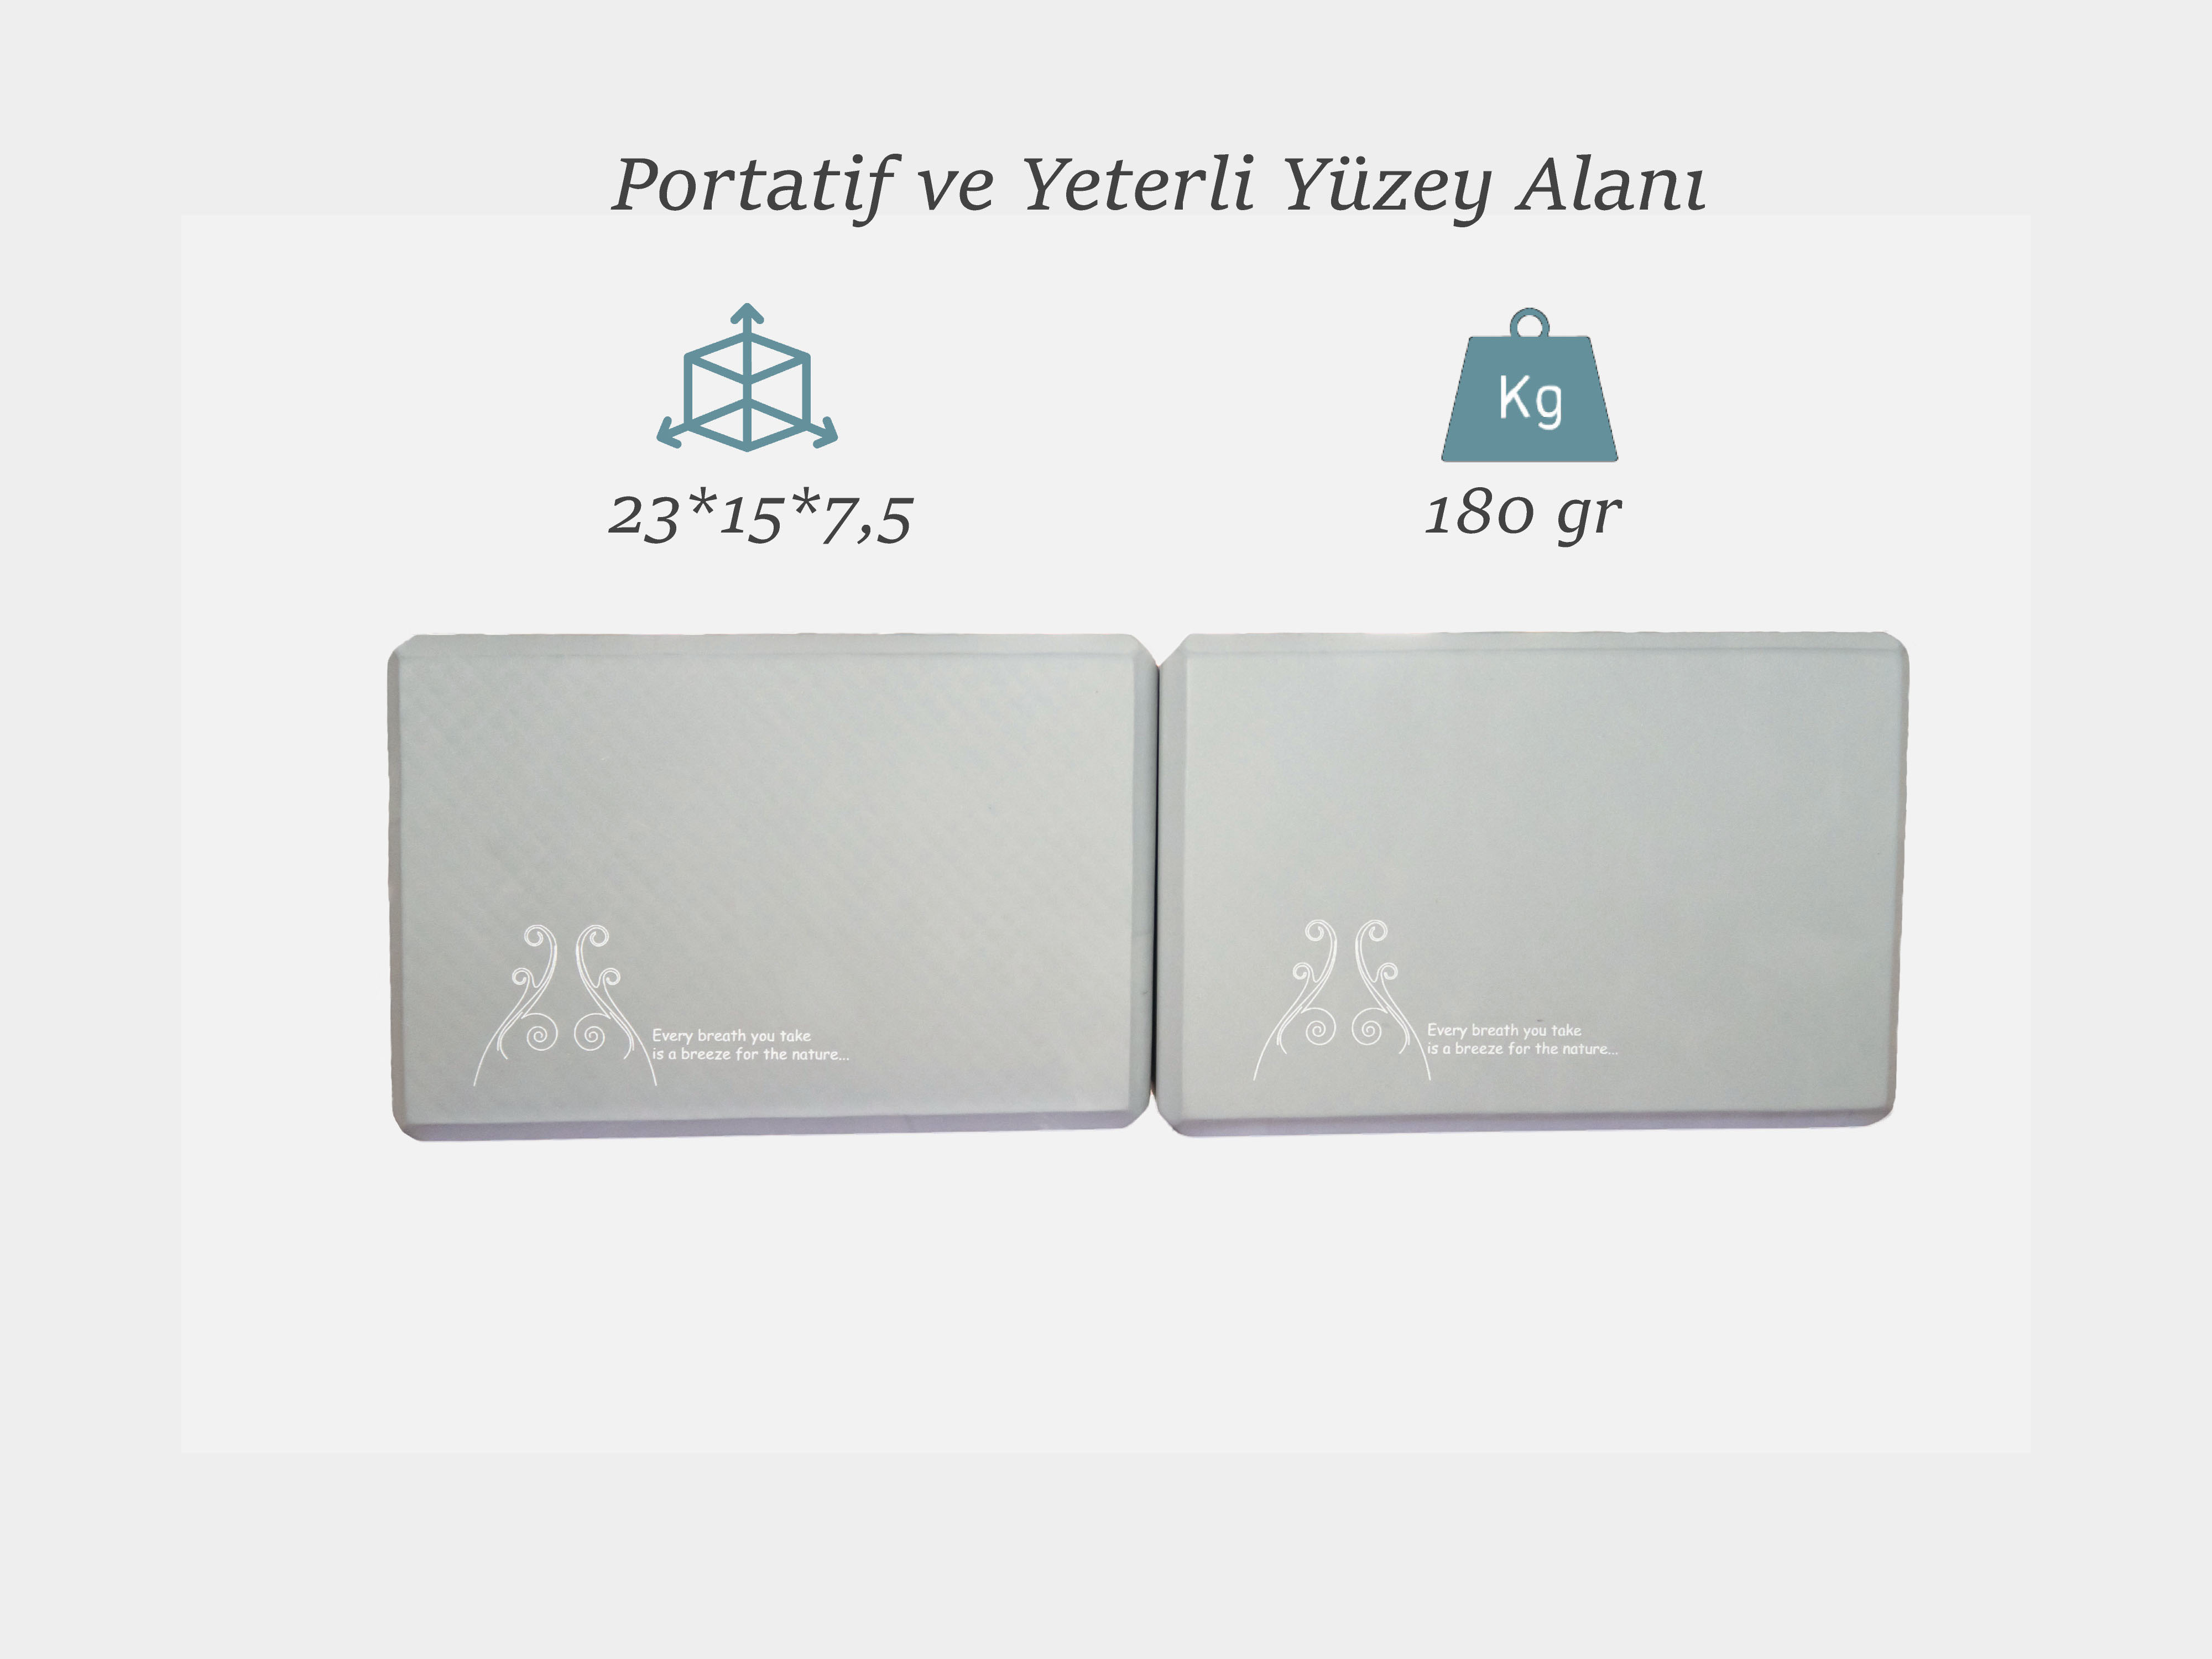 Portatif ve Yeterli Yüzey Alanı
Kg
23*15*7,5
180 gr
Every breath you take
is a breeze for the nature...
Every breath you take
is a breeze for the nature...